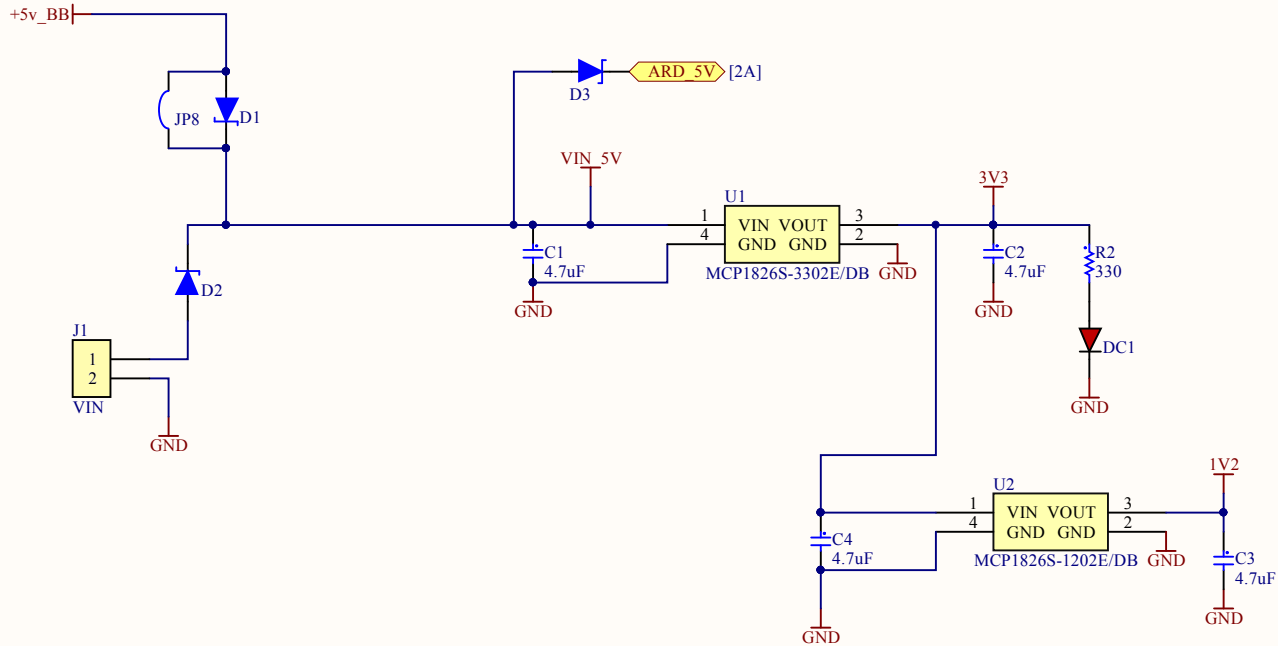 +5v_BB
ARD_5V [2A]
D3
JP8
D1
VIN_5V
3V3
U1
1 VIN VOUT 3
4 GND GND 2
MCP1826S-3302E/DB
GND
C1
4.7uF
GND
C2
4.7uF
GND
R2
330
DC1
GND
D2
J1
1
2
VIN
GND
1V2
U2
1 VIN VOUT 3
4 GND GND 2
MCP1826S-1202E/DB
GND
C4
4.7uF
GND
C3
4.7uF
GND